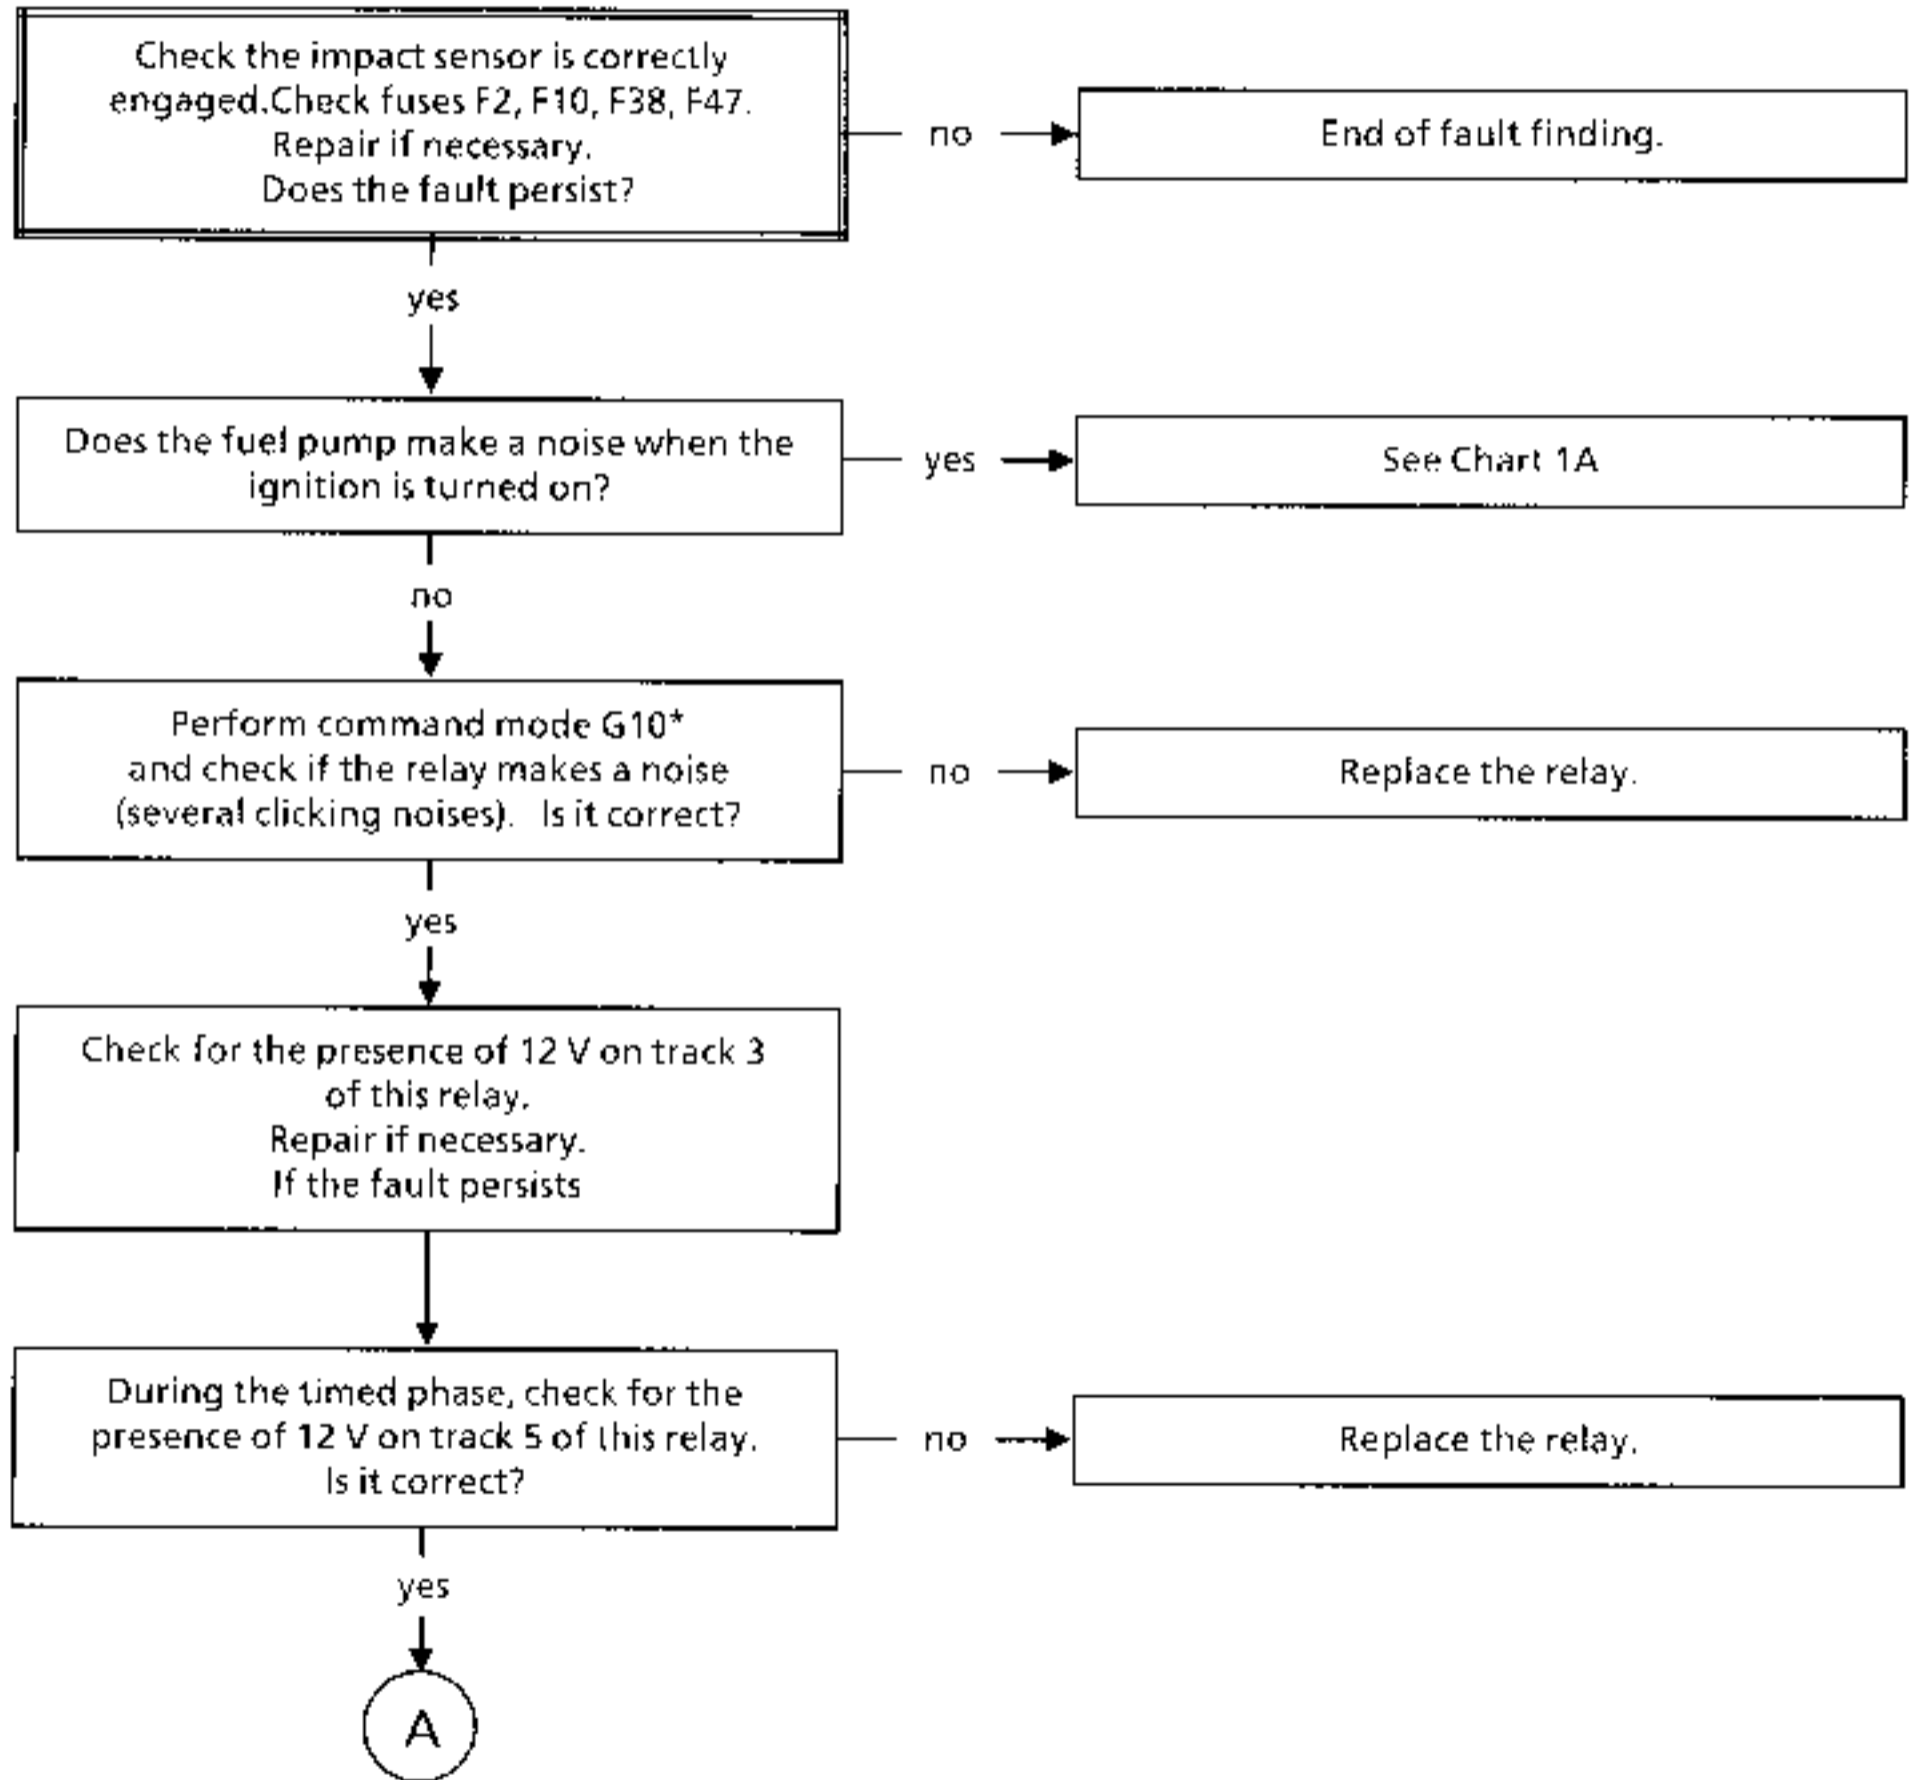 Check the impact sensor is correctly
engaged.Check fuses F2, F10, F38, F47.
Repair if necessary.
Does the fault persist?
no
End of fault finding.
yes
Does the fuel pump make a noise when the
ignition is turned on?
yes
See Chart 1A
no
Perform command mode G10*
and check if the relay makes a noise
(several clicking noises). Is it correct?
no
Replace the relay.
yes
Check for the presence of 12 V on track 3
of this relay.
Repair if necessary.
If the fault persists
During the timed phase, check for the
presence of 12 V on track 5 of this relay.
Is it correct?
no
Replace the relay.
yes
A